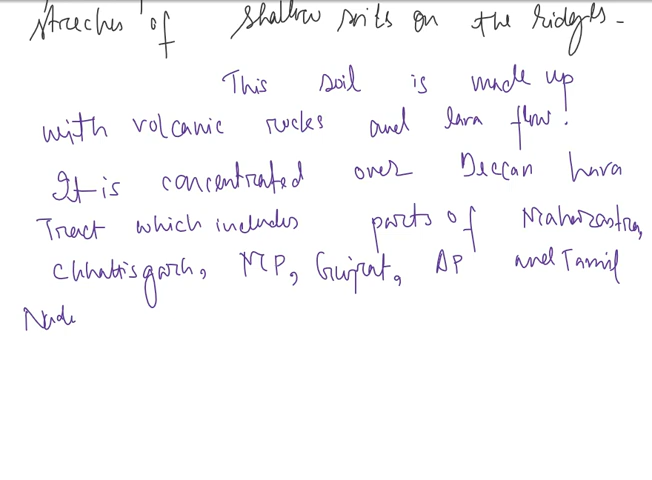 streches of shallow soils on the ridges.
This soil is made up
with volcanic rocks and lava flow.
It is concentrated over Deccan lava
Tract which includes parts of Maharastra,
Chhattisgarh, MP, Gujrat, AP and Tamil
Nadu